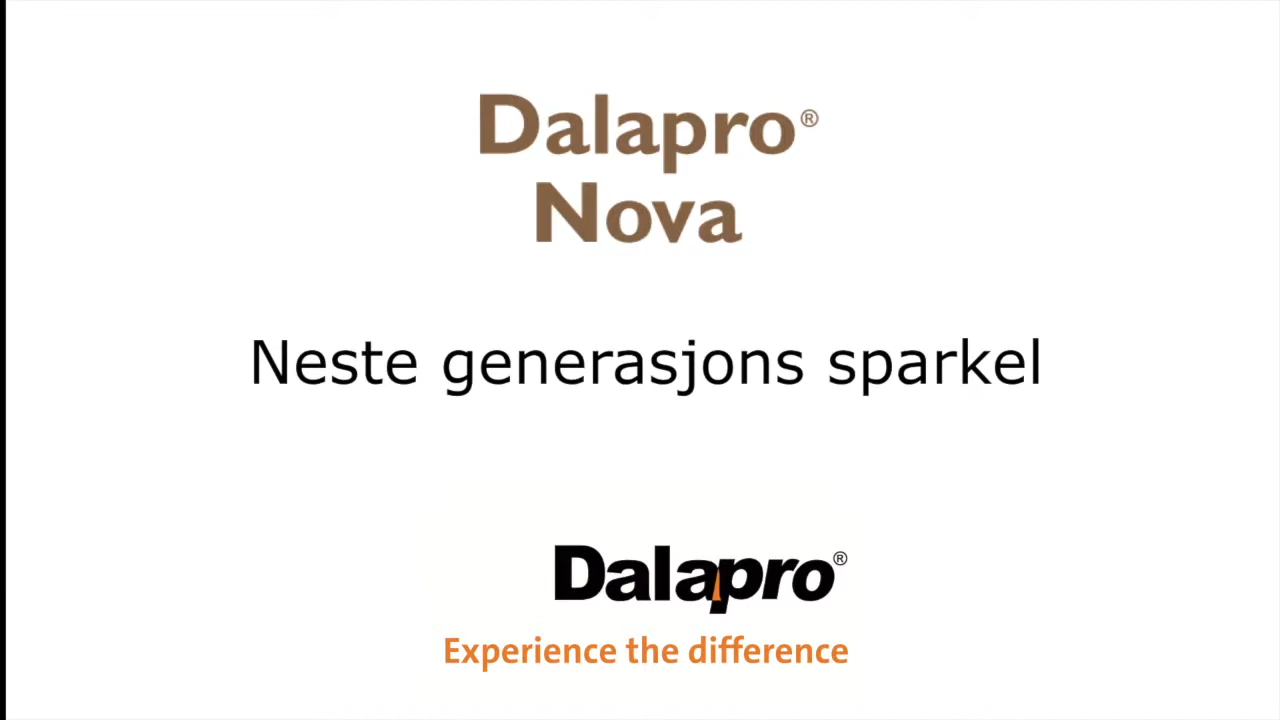 Dalapro®
Nova
Neste generasjons sparkel
Dalapro®
Experience the difference